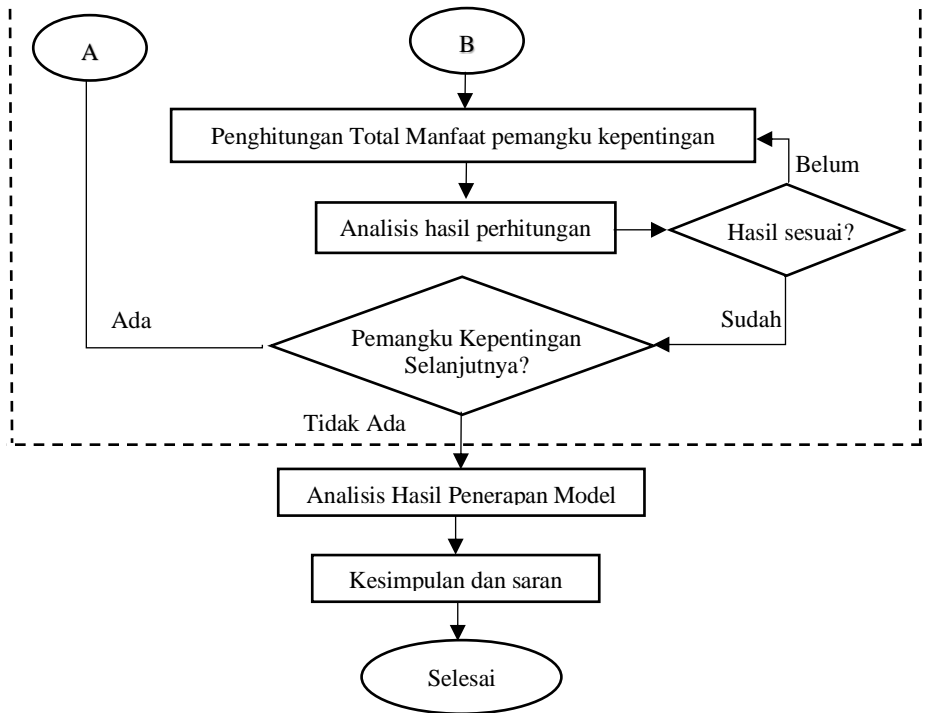 A
B
Penghitungan Total Manfaat pemangku kepentingan
Belum
Analisis hasil perhitungan
Hasil sesuai?
Ada
Sudah
Pemangku Kepentingan
Selanjutnya?
Tidak Ada
Analisis Hasil Penerapan Model
Kesimpulan dan saran
Selesai